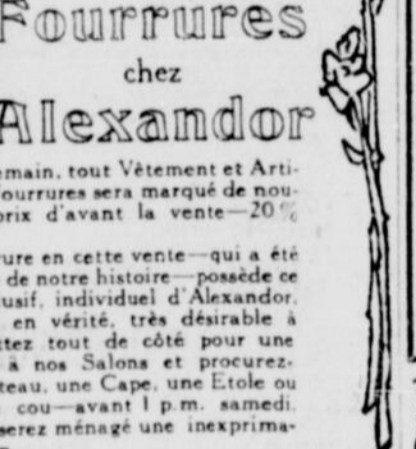 Fourrures
chez
Alexandor
emain, tout Vêtement et Arti-
ourrures sera marqué de nou-
prix d'avant la vente—20%
ure en cette vente—qui a été
de notre histoire—possède ce
usif, individuel d'Alexandor,
en vérité, très désirable à
ttez tout de côté pour une
à nos Salons et procurez-
teau, une Cape, une Etole ou
cou—avant 1 p.m. samedi,
serez ménagé une inexprima-